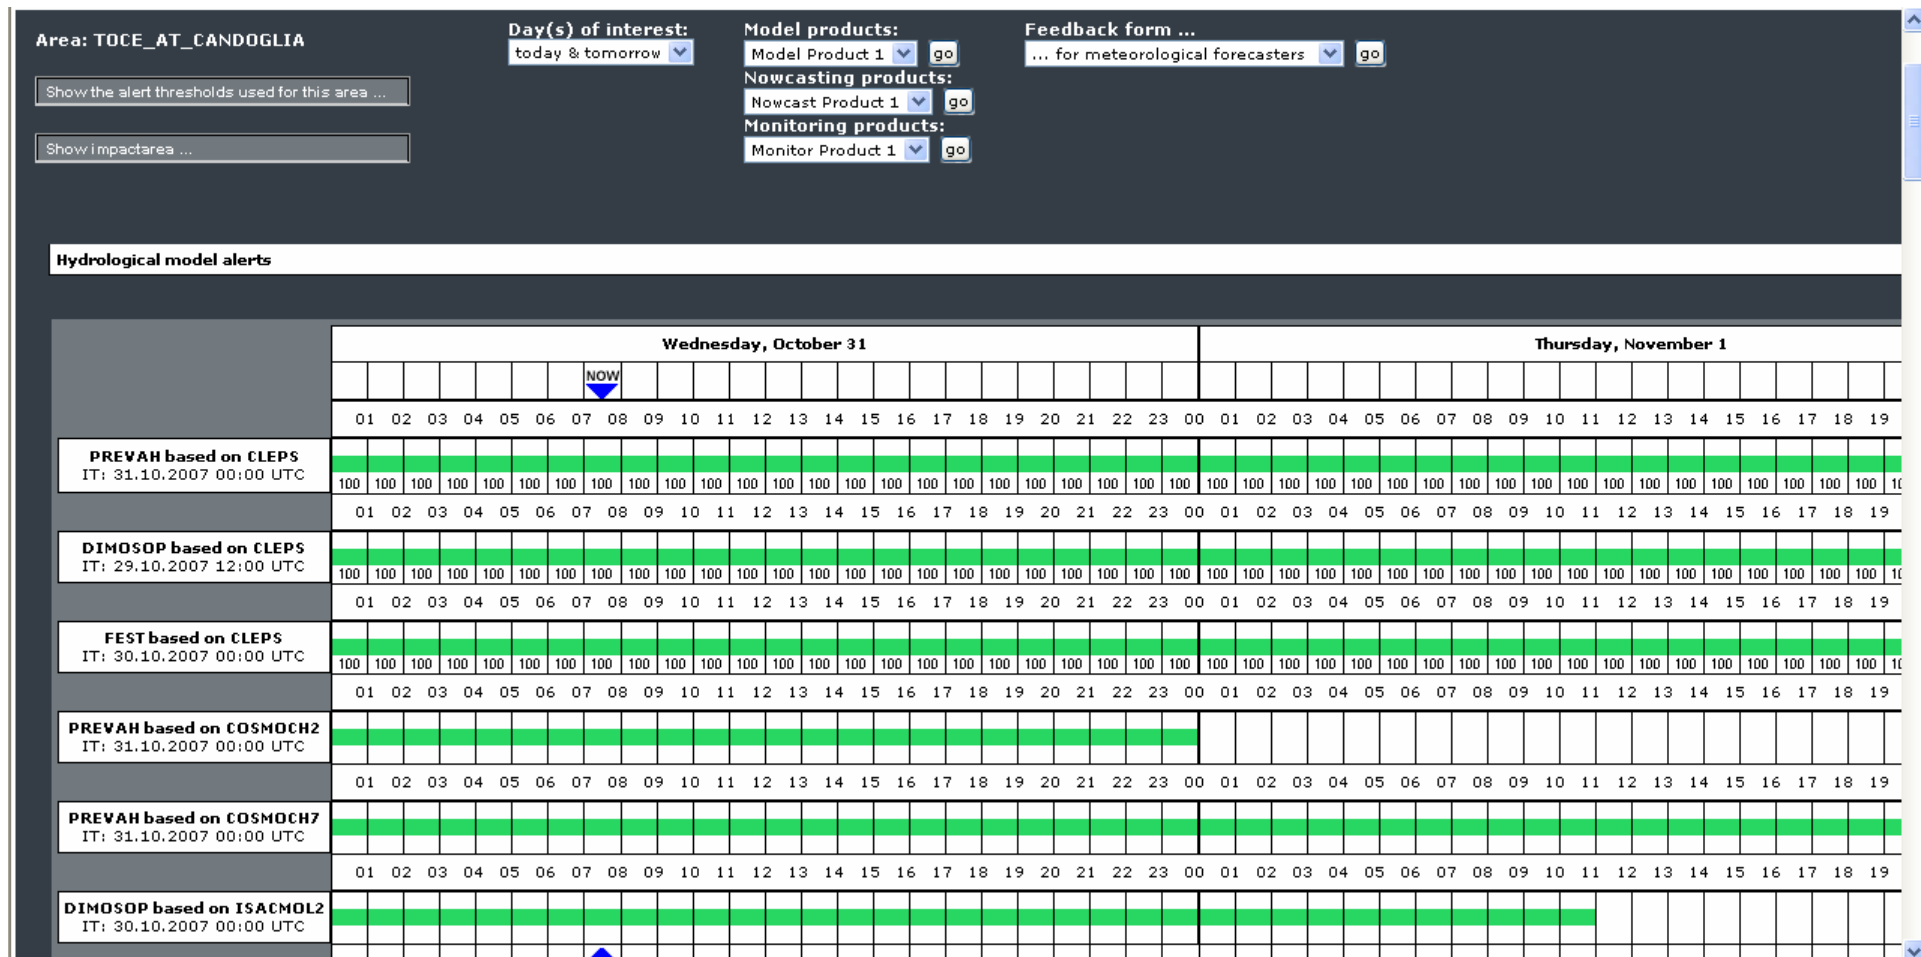 Area: TOCE_AT_CANDOGLIA
Show the alert thresholds used for this area ...
Show impactarea ...
Day(s) of interest:
today & tomorrow
Model products:
Model Product 1 go
Nowcasting products:
Nowcast Product 1 go
Monitoring products:
Monitor Product 1 go
Feedback form ...
... for meteorological forecasters go
Hydrological model alerts
Wednesday, October 31 Thursday, November 1
NOW
01 02 03 04 05 06 07 08 09 10 11 12 13 14 15 16 17 18 19 20 21 22 23 00 01 02 03 04 05 06 07 08 09 10 11 12 13 14 15 16 17 18 19
PREVAH based on CLEPS
IT: 31.10.2007 00:00 UTC
100 100 100 100 100 100 100 100 100 100 100 100 100 100 100 100 100 100 100 100 100 100 100 100 100 100 100 100 100 100 100 100 100 100 100 100 100 100 100 100 100 100 100 10
01 02 03 04 05 06 07 08 09 10 11 12 13 14 15 16 17 18 19 20 21 22 23 00 01 02 03 04 05 06 07 08 09 10 11 12 13 14 15 16 17 18 19
DIMOSOP based on CLEPS
IT: 29.10.2007 12:00 UTC
100 100 100 100 100 100 100 100 100 100 100 100 100 100 100 100 100 100 100 100 100 100 100 100 100 100 100 100 100 100 100 100 100 100 100 100 100 100 100 100 100 100 100 10
01 02 03 04 05 06 07 08 09 10 11 12 13 14 15 16 17 18 19 20 21 22 23 00 01 02 03 04 05 06 07 08 09 10 11 12 13 14 15 16 17 18 19
FEST based on CLEPS
IT: 30.10.2007 00:00 UTC
100 100 100 100 100 100 100 100 100 100 100 100 100 100 100 100 100 100 100 100 100 100 100 100 100 100 100 100 100 100 100 100 100 100 100 100 100 100 100 100 100 100 100 10
01 02 03 04 05 06 07 08 09 10 11 12 13 14 15 16 17 18 19 20 21 22 23 00 01 02 03 04 05 06 07 08 09 10 11 12 13 14 15 16 17 18 19
PREVAH based on COSMOCH2
IT: 31.10.2007 00:00 UTC
01 02 03 04 05 06 07 08 09 10 11 12 13 14 15 16 17 18 19 20 21 22 23 00 01 02 03 04 05 06 07 08 09 10 11 12 13 14 15 16 17 18 19
PREVAH based on COSMOCH7
IT: 31.10.2007 00:00 UTC
01 02 03 04 05 06 07 08 09 10 11 12 13 14 15 16 17 18 19 20 21 22 23 00 01 02 03 04 05 06 07 08 09 10 11 12 13 14 15 16 17 18 19
DIMOSOP based on ISACMOL2
IT: 30.10.2007 00:00 UTC